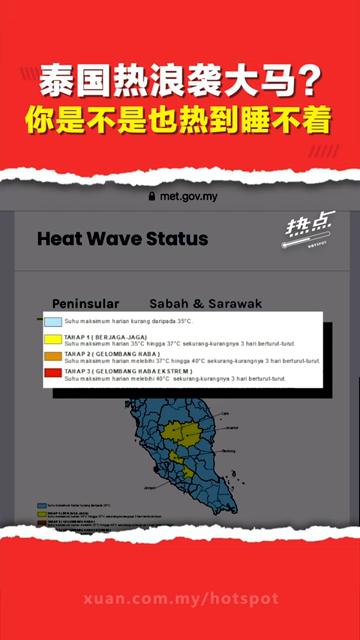 泰国热浪袭大马?
你是不是也热到睡不着
met.gov.my
Heat Wave Status
热点
HOTSPOT
Peninsular
Sabah & Sarawak
Suhu maksimum harian kurang daripada 35°C.
TAHAP 1 ( BERJAGA-JAGA)
Suhu maksimum harian 35°C hingga 37°C sekurang-kurangnya 3 hari berturut-turut.
TAHAP 2 ( GELOMBANG HABA )
Suhu maksimum harian melebihi 37°C hingga 40°C sekurang-kurangnya 3 hari berturut-turut.
TAHAP 3 ( GELOMBANG HABA EKSTREM )
Suhu maksimum harian melebihi 40°C sekurang-kurangnya 3 hari berturut-turut.
xuan.com.my/hotspot